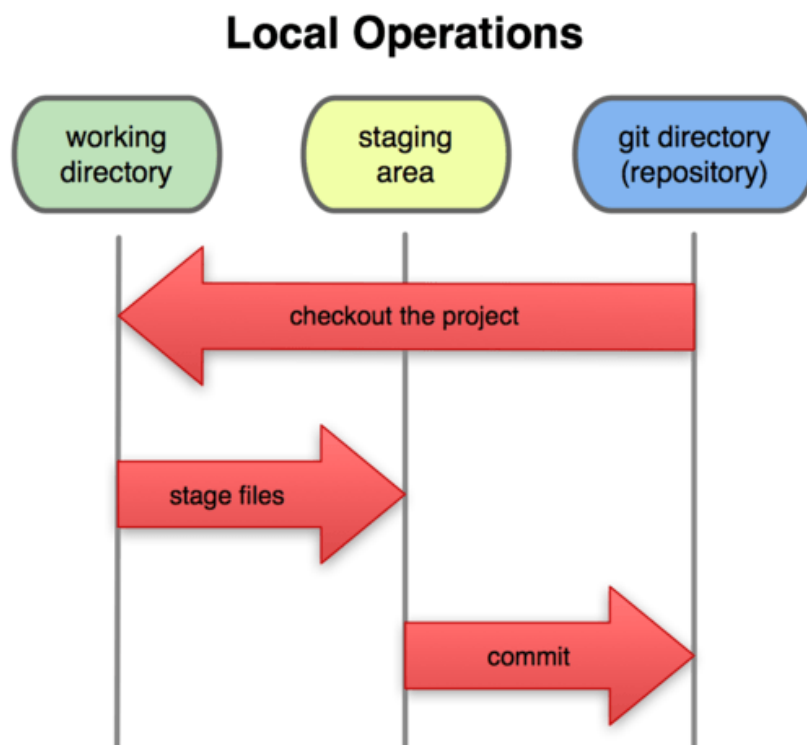 Local Operations
working
directory
staging
area
git directory
(repository)
checkout the project
stage files
commit